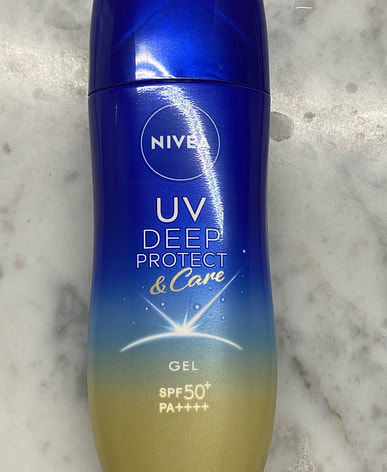 NIVEA
UV
DEEP
PROTECT
& Care
GEL
SPF50+
PA++++